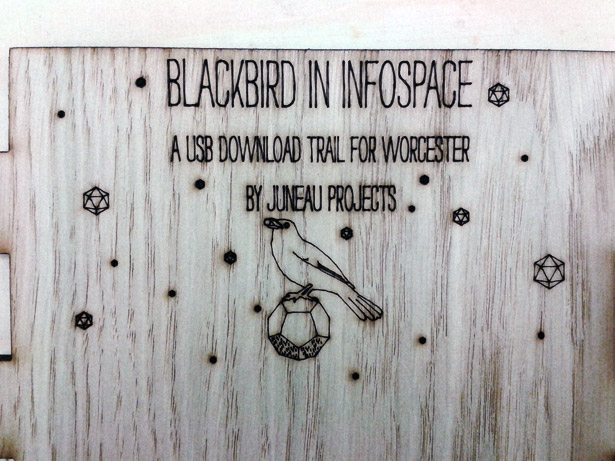 BLACKBIRD IN INFOSPACE
A USB DOWNLOAD TRAIL FOR WORCESTER
BY JUNEAU PROJECTS